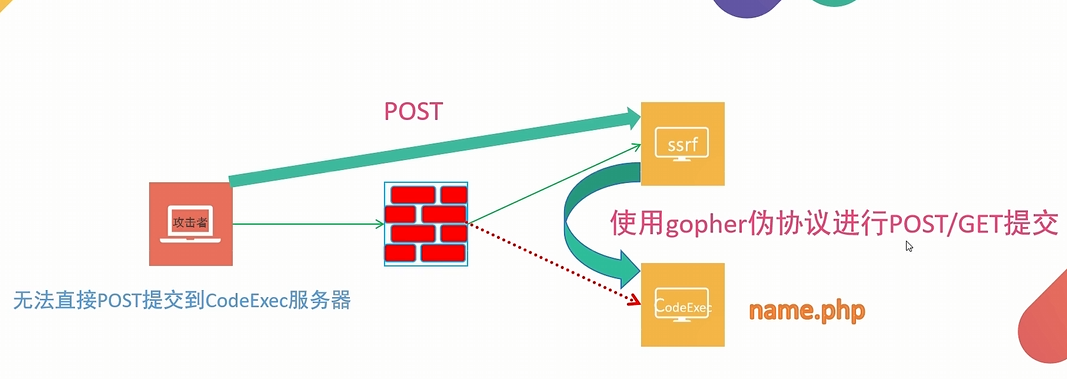 POST
ssrf
攻击者
使用gopher伪协议进行POST/GET提交
无法直接POST提交到CodeExec服务器
CodeExec
name.php